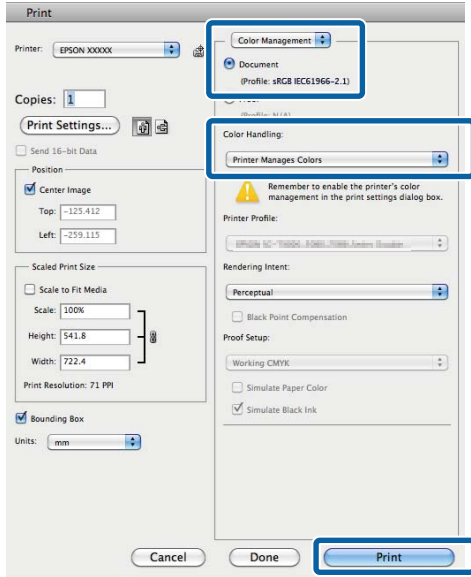 Print
Printer: EPSON XXXXX
Copies: 1
Print Settings...
Send 16-bit Data
Position
Center Image
Top: -125.412
Left: -259.115
Scaled Print Size
Scale to Fit Media
Scale: 100%
Height: 541.8
Width: 722.4
Print Resolution: 71 PPI
Bounding Box
Units: mm
Color Management
Document
(Profile: sRGB IEC61966-2.1)
(Profile: N/A)
Color Handling:
Printer Manages Colors
Remember to enable the printer's color
management in the print settings dialog box.
Printer Profile:
Rendering Intent:
Perceptual
Black Point Compensation
Proof Setup:
Working CMYK
Simulate Paper Color
Simulate Black Ink
Cancel
Done
Print